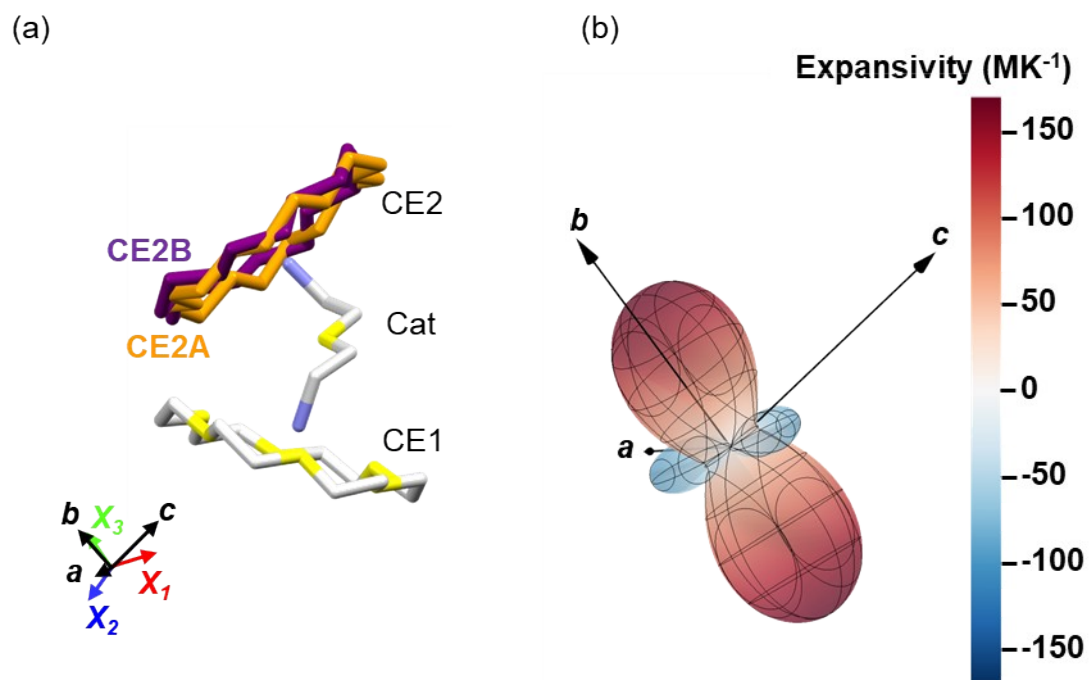 (a)
(b)
Expansivity (MK⁻¹)
150
100
50
0
-50
-100
-150
CE2
CE2B
Cat
CE2A
CE1
b
X₃
c
a
X₁
X₂
b
c
a